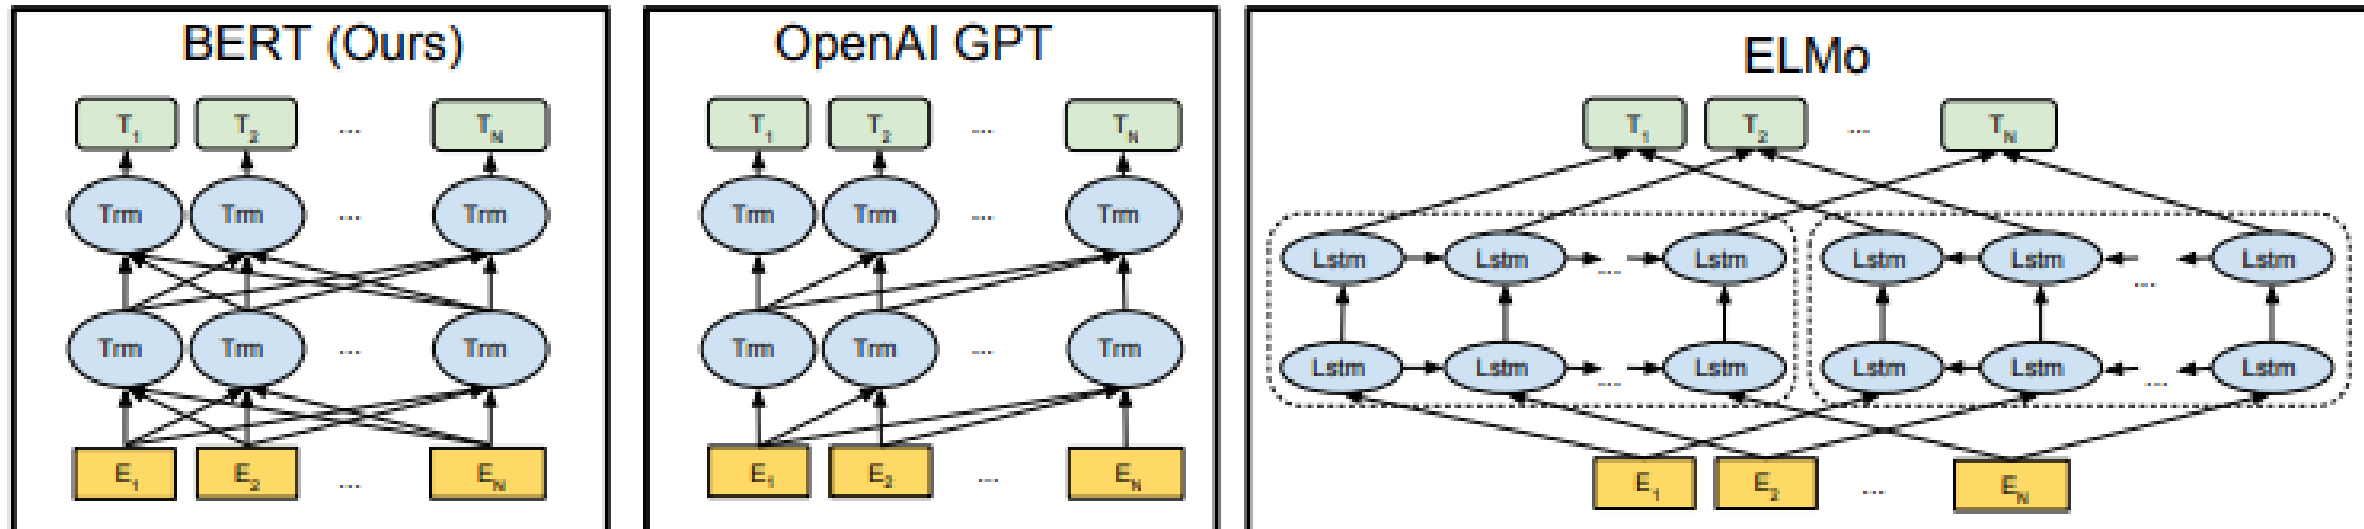 BERT (Ours)
T1 T2 ... TN
Trm Trm ... Trm
Trm Trm ... Trm
E1 E2 ... EN
OpenAI GPT
T1 T2 ... TN
Trm Trm ... Trm
Trm Trm ... Trm
E1 E2 ... EN
ELMo
T1 T2 ... TN
Lstm Lstm ... Lstm Lstm Lstm ... Lstm
Lstm Lstm ... Lstm Lstm Lstm ... Lstm
E1 E2 ... EN